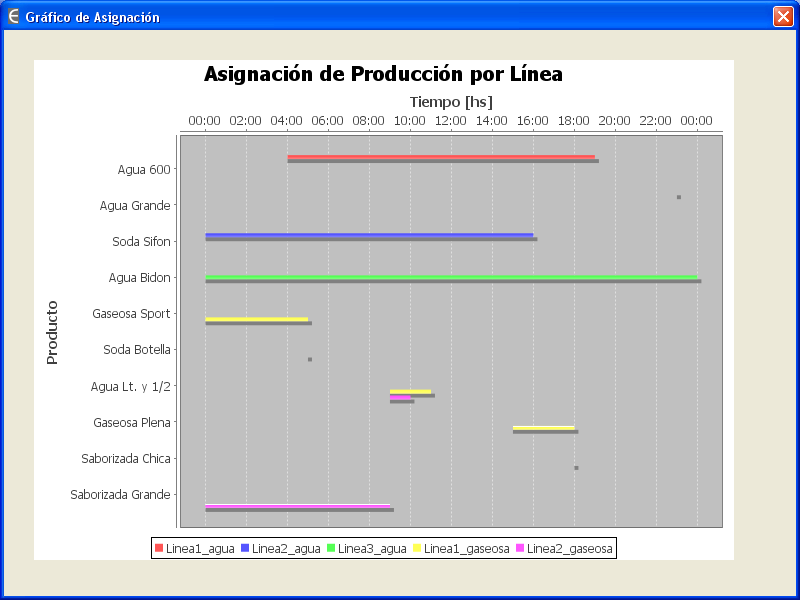 Gráfico de Asignación
Asignación de Producción por Línea
Tiempo [hs]
00:00 02:00 04:00 06:00 08:00 10:00 12:00 14:00 16:00 18:00 20:00 22:00 00:00
Producto
Agua 600
Agua Grande
Soda Sifon
Agua Bidon
Gaseosa Sport
Soda Botella
Agua Lt. y 1/2
Gaseosa Plena
Saborizada Chica
Saborizada Grande
Linea1_agua Linea2_agua Linea3_agua Linea1_gaseosa Linea2_gaseosa